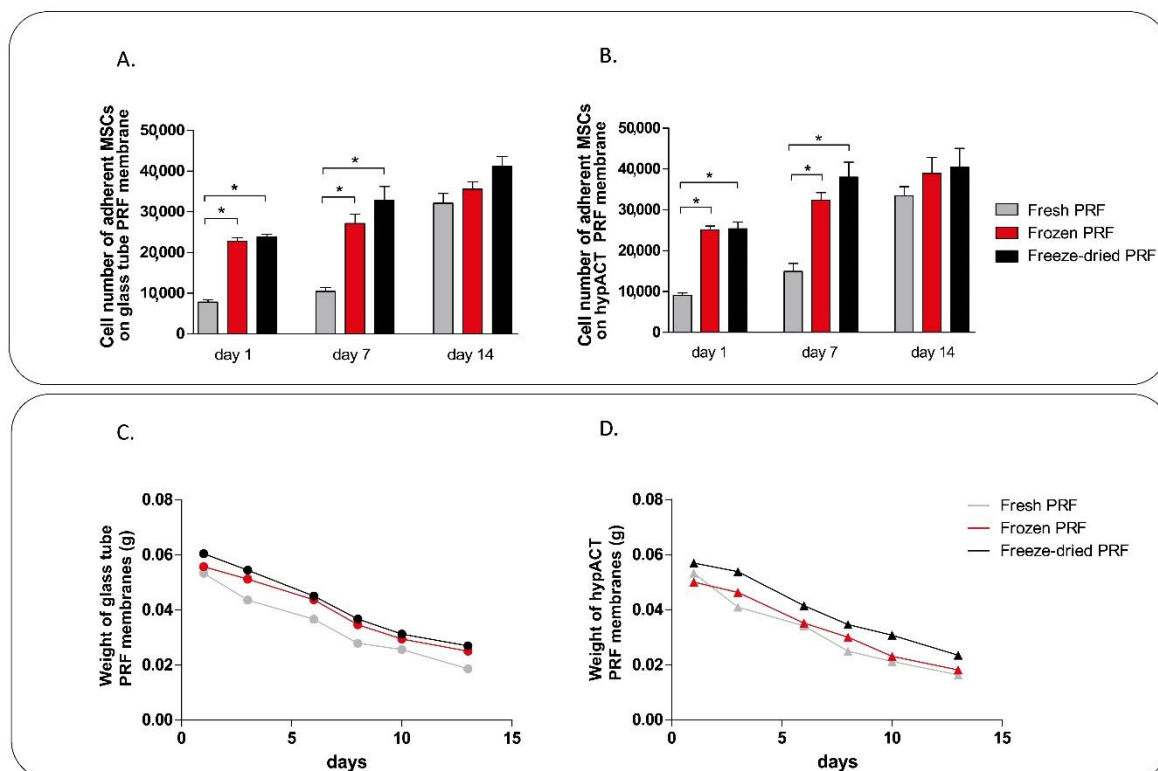 A.
Cell number of adherent MSCs
on glass tube PRF membrane
50,000
40,000
30,000
20,000
10,000
0
*
*
*
*
day 1
day 7
day 14
B.
Cell number of adherent MSCs
on hypACT PRF membrane
50,000
40,000
30,000
20,000
10,000
0
*
*
*
*
day 1
day 7
day 14
Fresh PRF
Frozen PRF
Freeze-dried PRF
C.
Weight of glass tube
PRF membranes (g)
0.08
0.06
0.04
0.02
0.00
0
5
10
15
days
D.
Weight of hypACT
PRF membranes (g)
0.08
0.06
0.04
0.02
0.00
0
5
10
15
days
Fresh PRF
Frozen PRF
Freeze-dried PRF